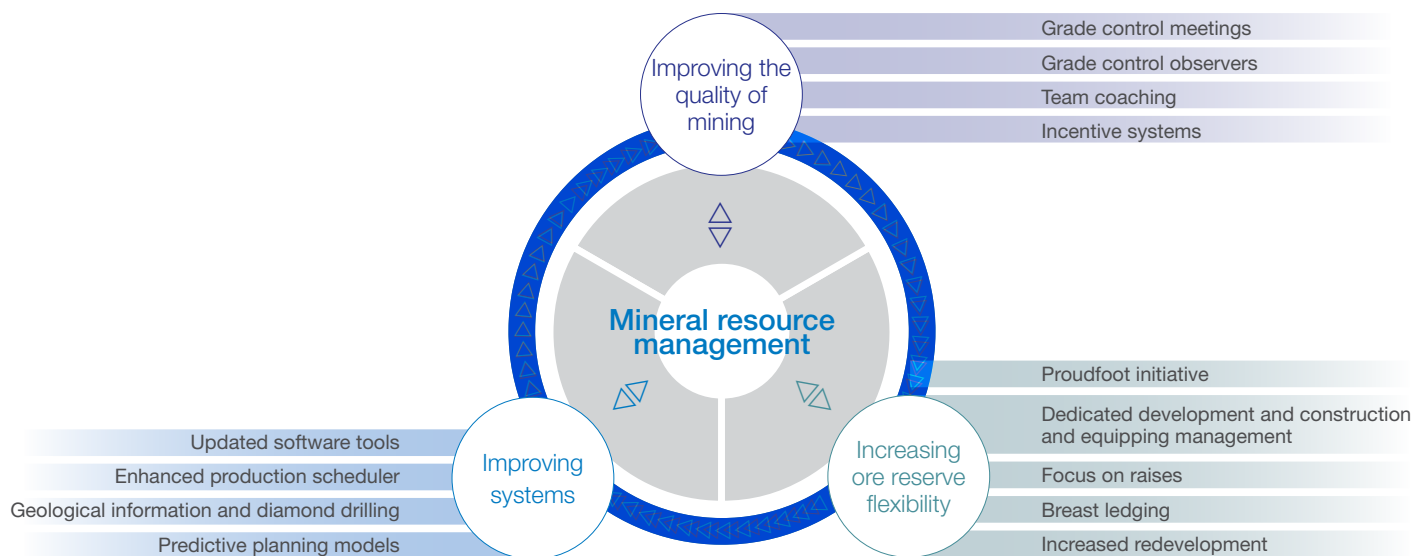 Improving the
quality of
mining
Grade control meetings
Grade control observers
Team coaching
Incentive systems
Mineral resource
management
Proudfoot initiative
Dedicated development and construction
and equipping management
Focus on raises
Breast ledging
Increased redevelopment
Increasing
ore reserve
flexibility
Improving
systems
Updated software tools
Enhanced production scheduler
Geological information and diamond drilling
Predictive planning models